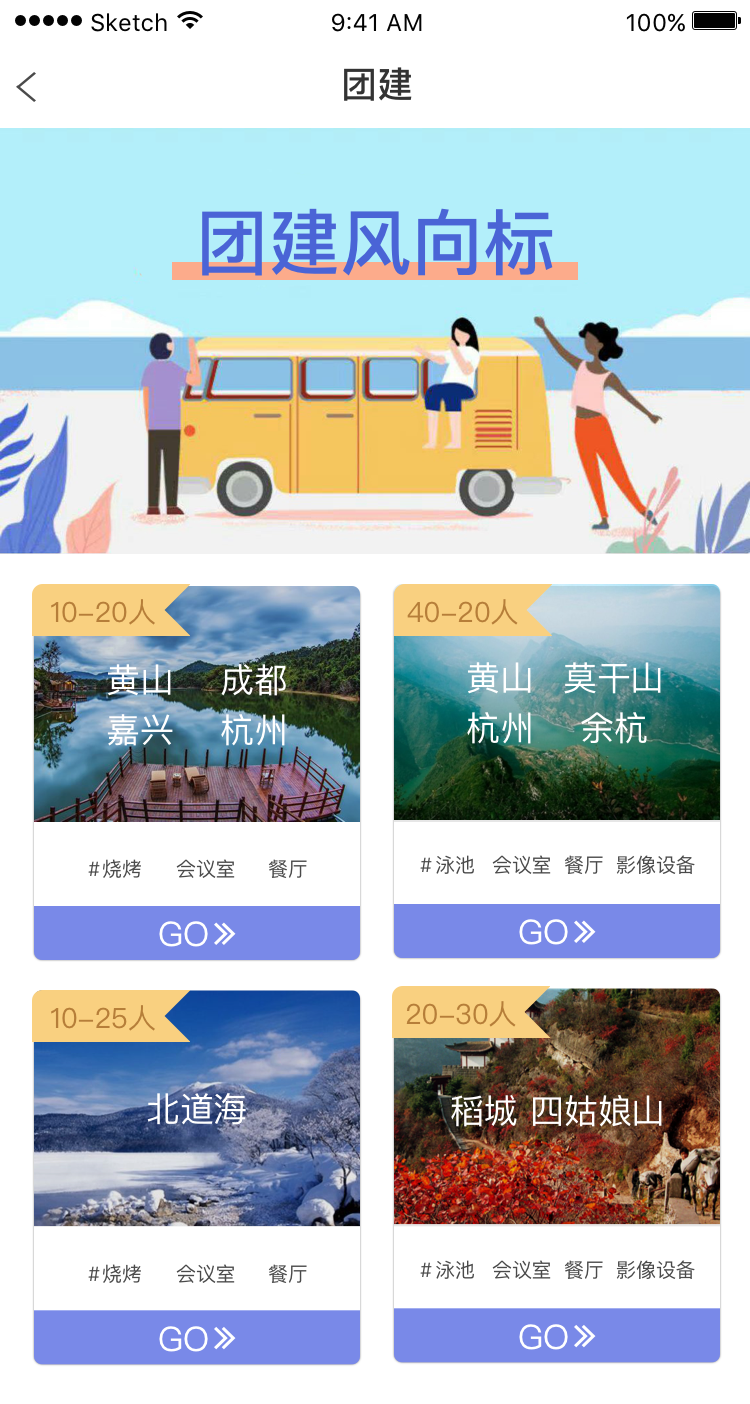 Sketch 9:41 AM 100%
团建
团建风向标
10-20人
黄山 成都
嘉兴 杭州
#烧烤 会议室 餐厅
GO
40-20人
黄山 莫干山
杭州 余杭
#泳池 会议室 餐厅 影像设备
GO
10-25人
北道海
#烧烤 会议室 餐厅
GO
20-30人
稻城 四姑娘山
#泳池 会议室 餐厅 影像设备
GO